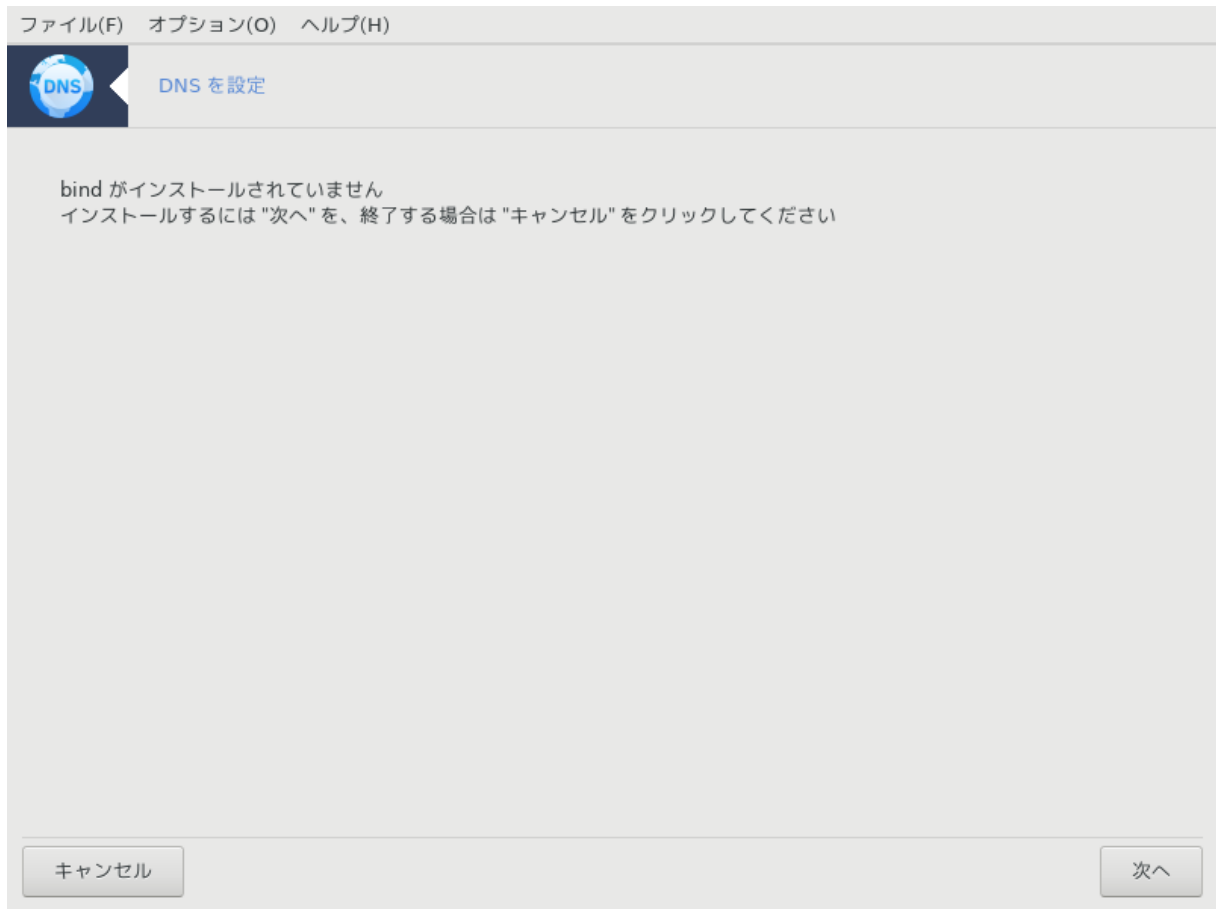 ファイル(F) オプション(O) ヘルプ(H)
DNS
DNS を設定
bind がインストールされていません
インストールするには "次へ" を、終了する場合は "キャンセル" をクリックしてください
キャンセル
次へ